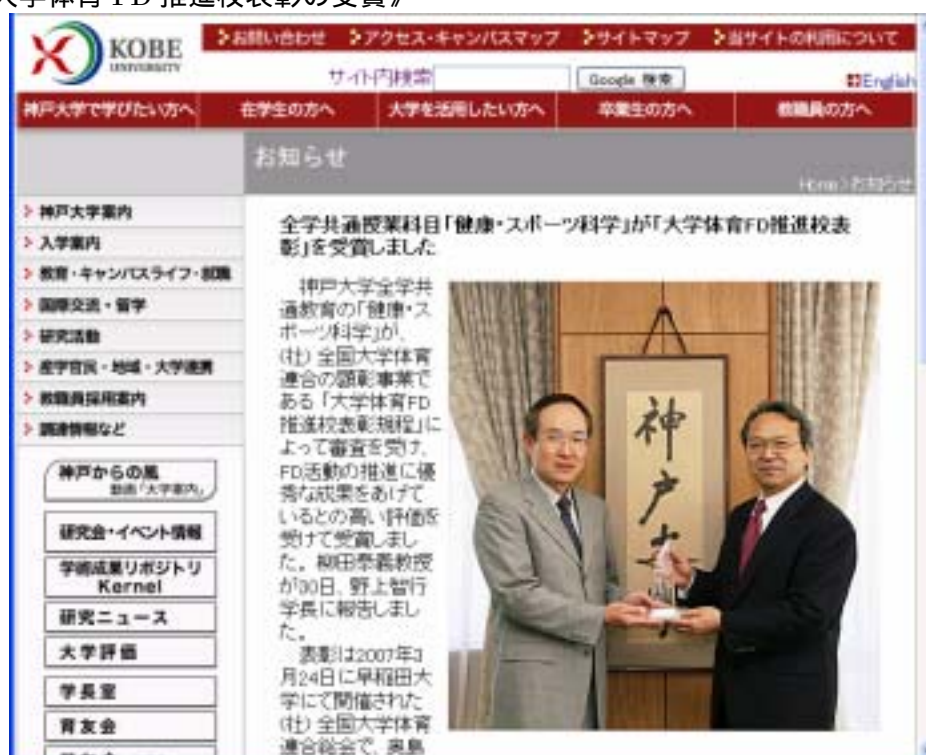 大学体育FD推進校表彰の受賞》
KOBE
UNIVERSITY
お問い合わせ アクセス・キャンパスマップ サイトマップ 当サイトの利用について
サイト内検索 Google 検索 English
神戸大学で学びたい方へ 在学生の方へ 大学を活用したい方へ 卒業生の方へ 教職員の方へ
お知らせ
Home>お知らせ
神戸大学案内
入学案内
教育・キャンパスライフ・就職
国際交流・留学
研究活動
産学官民・地域・大学連携
教職員採用案内
調達情報など
神戸からの風
動画「大学案内」
研究会・イベント情報
学術成果リポジトリ
Kernel
研究ニュース
大学評価
学長室
育友会
全学共通授業科目「健康・スポーツ科学」が「大学体育FD推進校表
彰」を受賞しました
神戸大学全学共
通教育の「健康・ス
ポーツ科学」が、
(社)全国大学体育
連合の顕彰事業で
ある「大学体育FD
推進校表彰規程」に
よって審査を受け、
FD活動の推進に優
秀な成果をあげて
いるとの高い評価を
受けて受賞しまし
た。柳田泰義教授
が30日、野上智行
学長に報告しまし
た。
表彰は2007年3
月24日に早稲田大
学にて開催された
(社)全国大学体育
連合総会で、奥島
神戸大